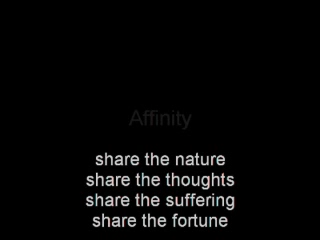 Affinity
share the nature
share the thoughts
share the suffering
share the fortune